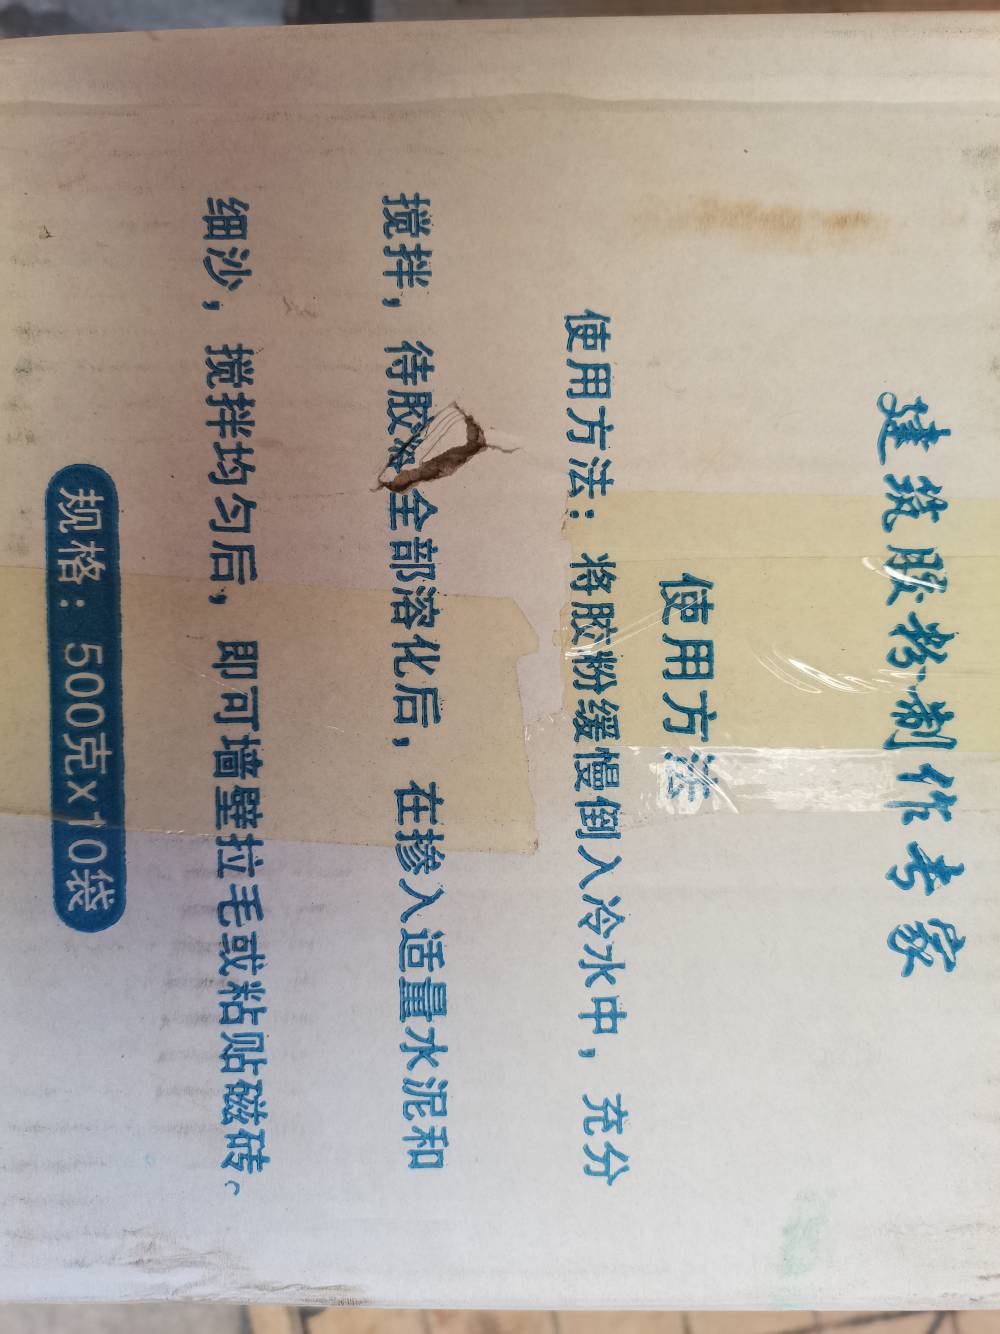 建筑胶粉制作专家
使用方法
使用方法：将胶粉缓慢倒入冷水中，充分
搅拌，待胶粉全部溶化后，在掺入适量水泥和
细沙，搅拌均匀后，即可墙壁拉毛或粘贴磁砖。
规格：500克x10袋